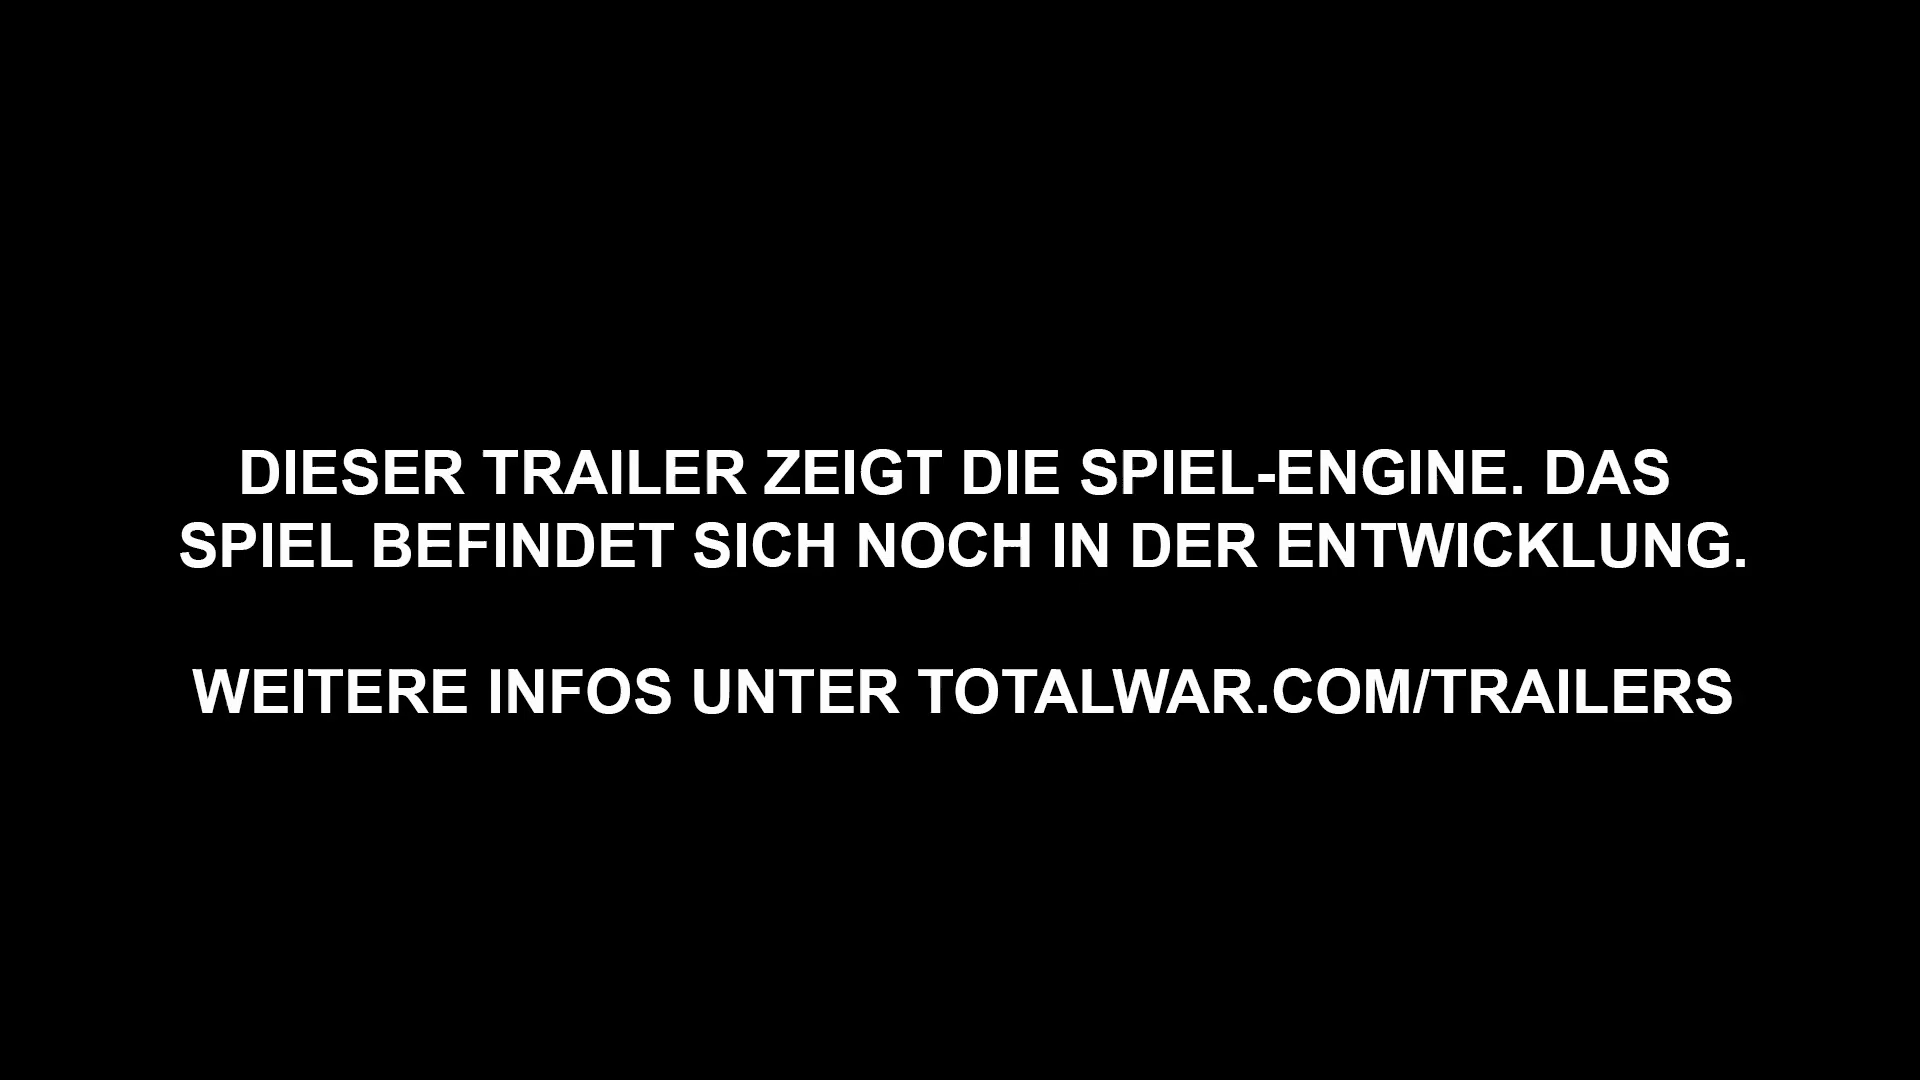 DIESER TRAILER ZEIGT DIE SPIEL-ENGINE. DAS
SPIEL BEFINDET SICH NOCH IN DER ENTWICKLUNG.
WEITERE INFOS UNTER TOTALWAR.COM/TRAILERS